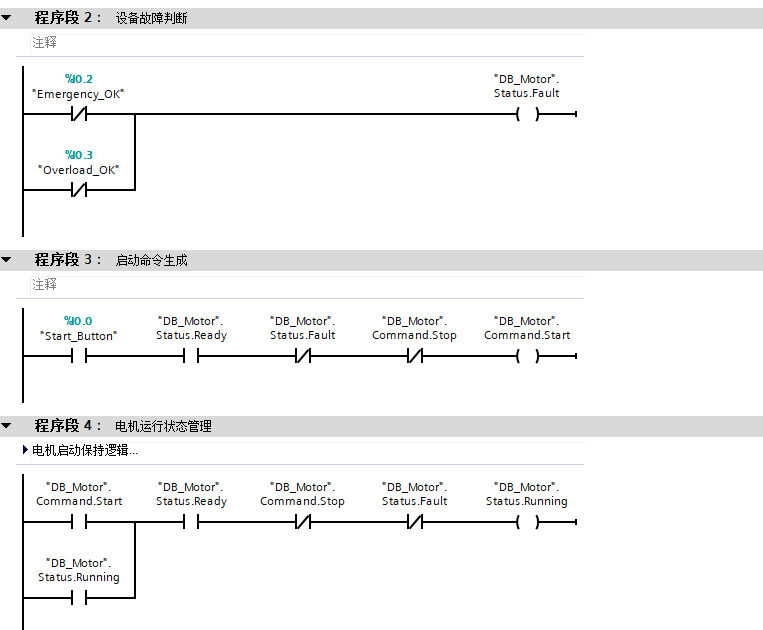 程序段 2： 设备故障判断
注释
%I0.2
"Emergency_OK"
"DB_Motor".
Status.Fault
%I0.3
"Overload_OK"
程序段 3： 启动命令生成
注释
%I0.0
"Start_Button"
"DB_Motor".
Status.Ready
"DB_Motor".
Status.Fault
"DB_Motor".
Command.Stop
"DB_Motor".
Command.Start
程序段 4： 电机运行状态管理
电机启动保持逻辑...
"DB_Motor".
Command.Start
"DB_Motor".
Status.Ready
"DB_Motor".
Command.Stop
"DB_Motor".
Status.Fault
"DB_Motor".
Status.Running
"DB_Motor".
Status.Running